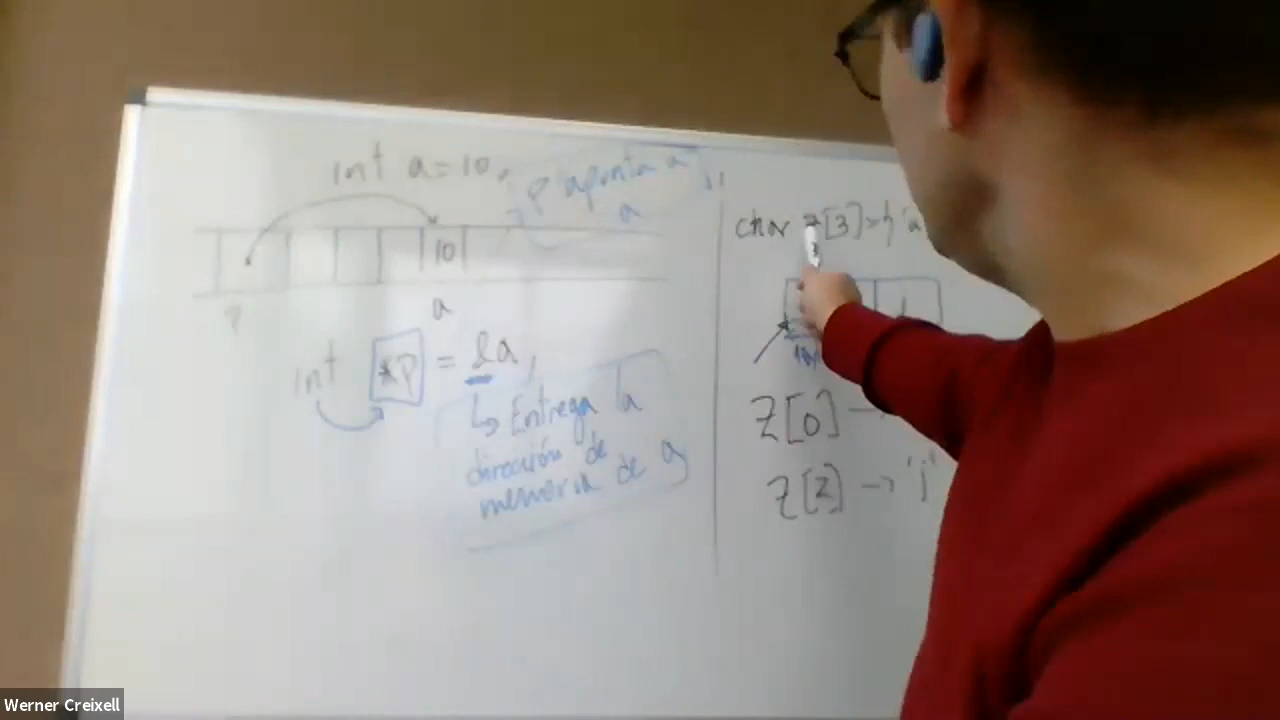 int a=10,
p apunta a
a
10
a
int *p = &a,
↳ Entrega la
dirección de
memoria de a
char z[3]={'a
z[0] →
z[2] → 'i'
Werner Creixell